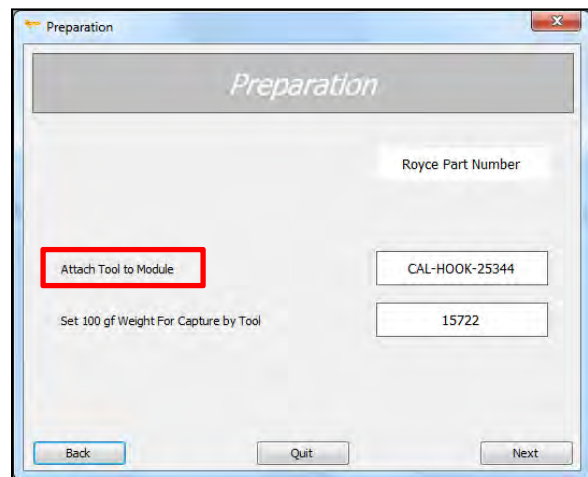 Preparation
Preparation
Royce Part Number
Attach Tool to Module
CAL-HOOK-25344
Set 100 gf Weight For Capture by Tool
15722
Back
Quit
Next